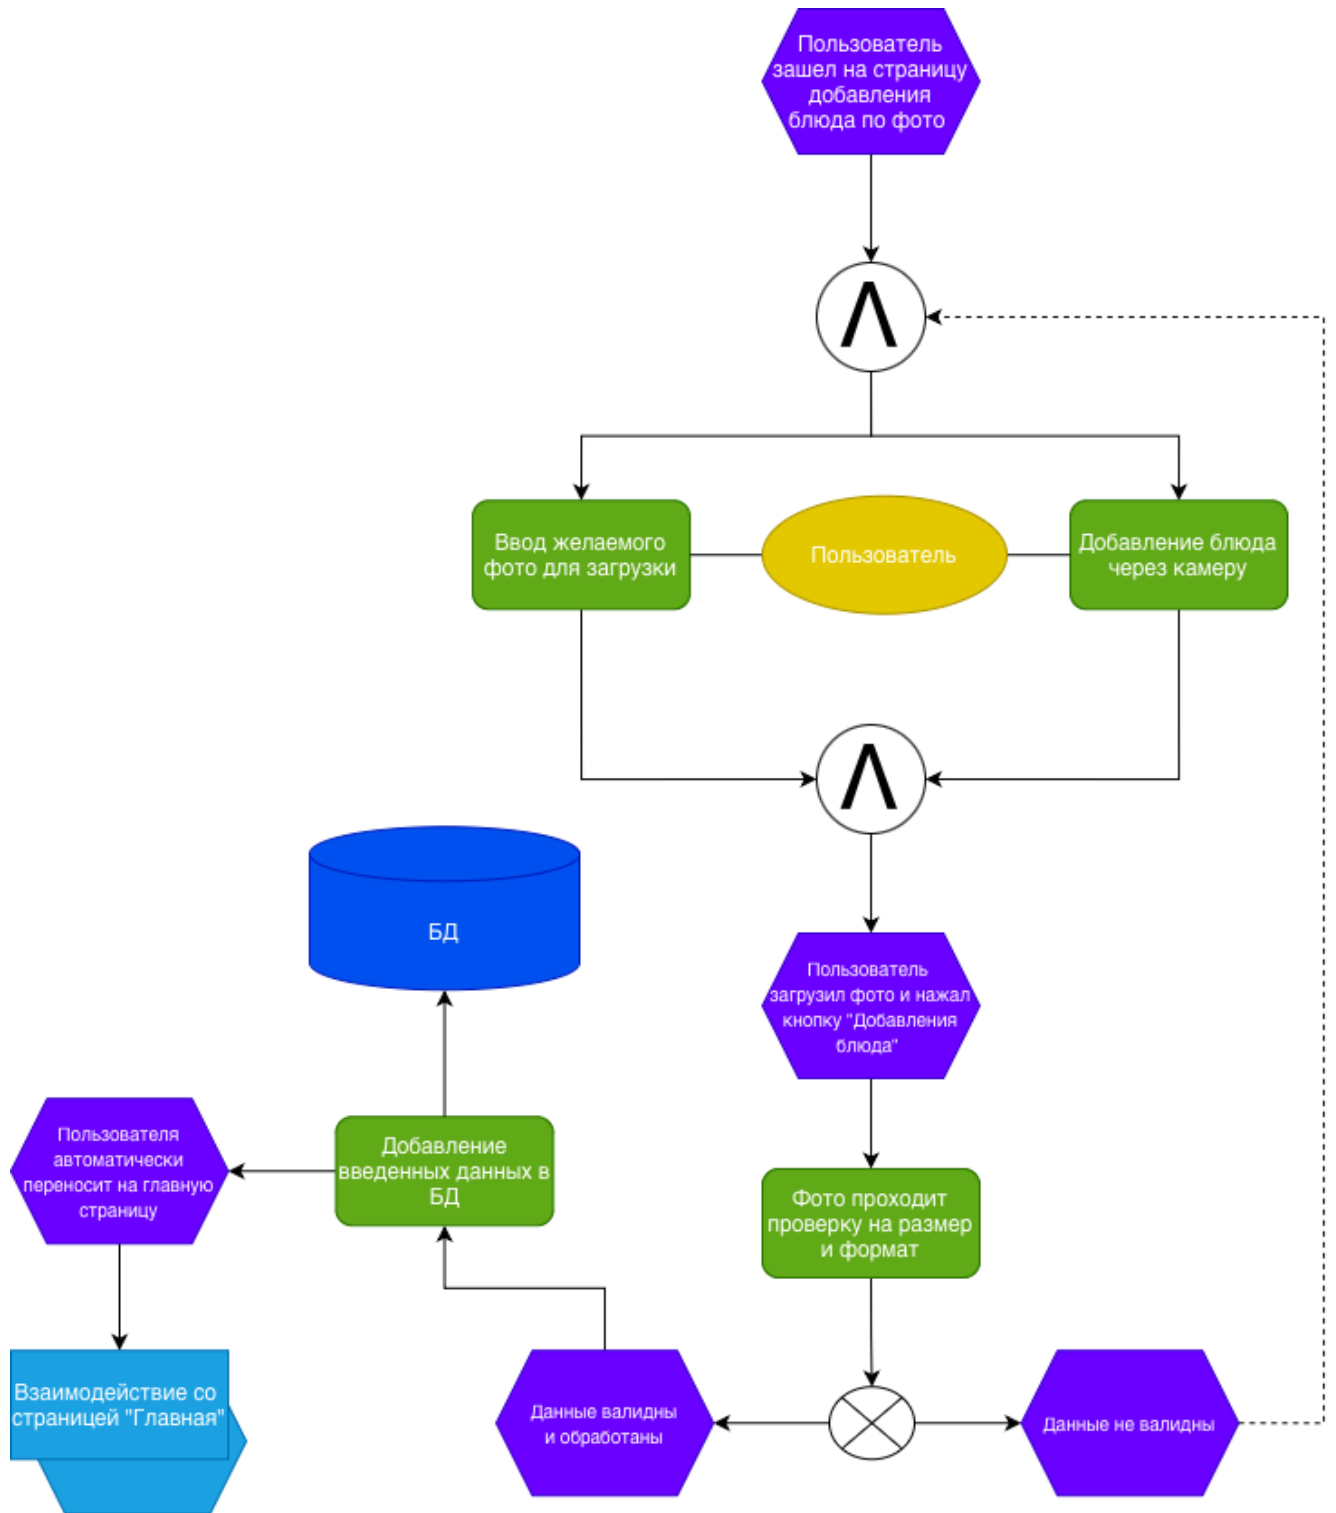 Пользователь
зашел на страницу
добавления
блюда по фото
Λ
Ввод желаемого
фото для загрузки
Пользователь
Добавление блюда
через камеру
Λ
БД
Пользователь
загрузил фото и нажал
кнопку "Добавления
блюда"
Пользователя
автоматически
переносит на главную
страницу
Добавление
введенных данных в
БД
Фото проходит
проверку на размер
и формат
Взаимодействие со
страницей "Главная"
Данные валидны
и обработаны
Данные не валидны